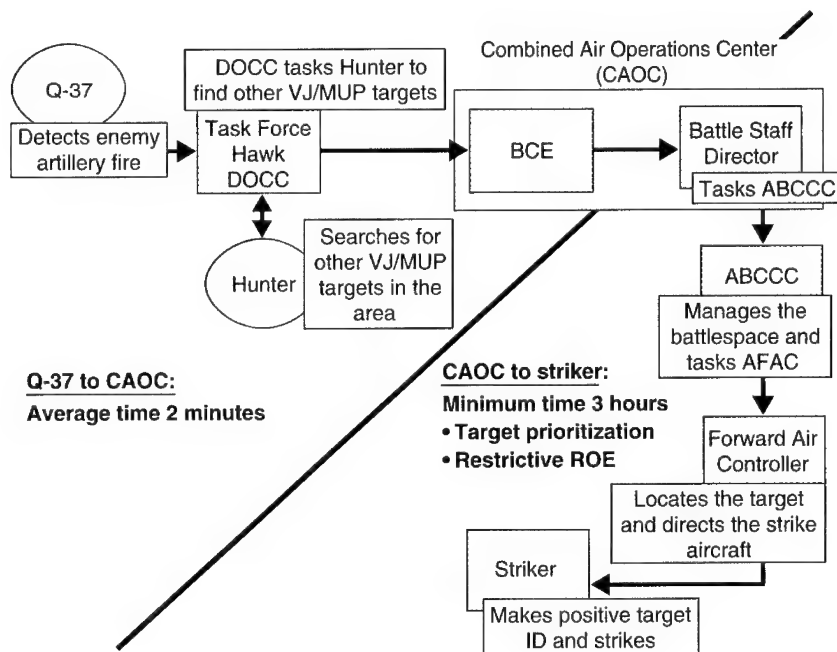 Combined Air Operations Center
(CAOC)
Q-37
Detects enemy
artillery fire
DOCC tasks Hunter to
find other VJ/MUP targets
Task Force
Hawk
DOCC
BCE
Battle Staff
Director
Tasks ABCCC
Hunter
Searches for
other VJ/MUP
targets in the
area
ABCCC
Manages the
battlespace and
tasks AFAC
Q-37 to CAOC:
Average time 2 minutes
CAOC to striker:
Minimum time 3 hours
• Target prioritization
• Restrictive ROE
Forward Air
Controller
Locates the target
and directs the strike
aircraft
Striker
Makes positive target
ID and strikes